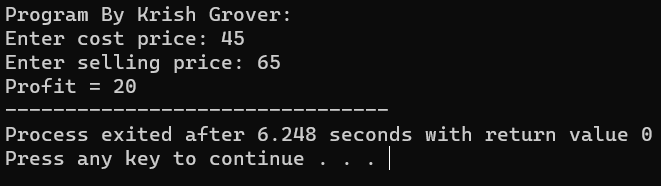 Program By Krish Grover:
Enter cost price: 45
Enter selling price: 65
Profit = 20
--------------------------------
Process exited after 6.248 seconds with return value 0
Press any key to continue . . .